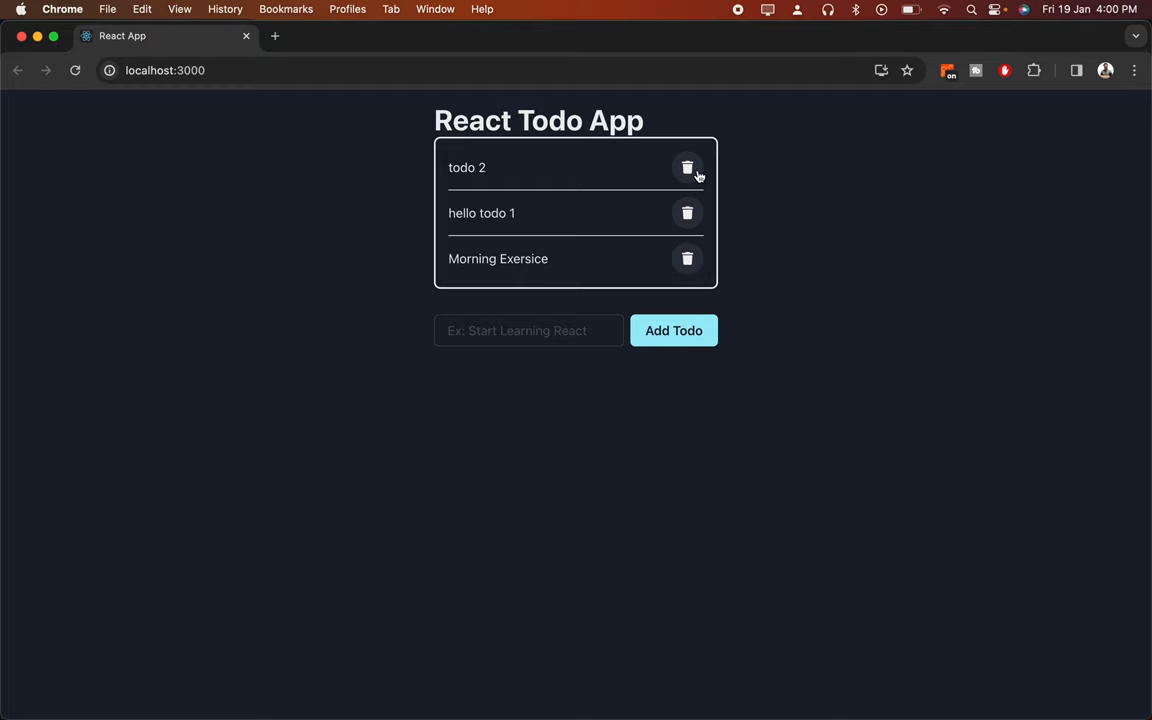 Chrome File Edit View History Bookmarks Profiles Tab Window Help Fri 19 Jan 4:00 PM
React App
localhost:3000
on
React Todo App
todo 2
hello todo 1
Morning Exersice
Ex: Start Learning React Add Todo